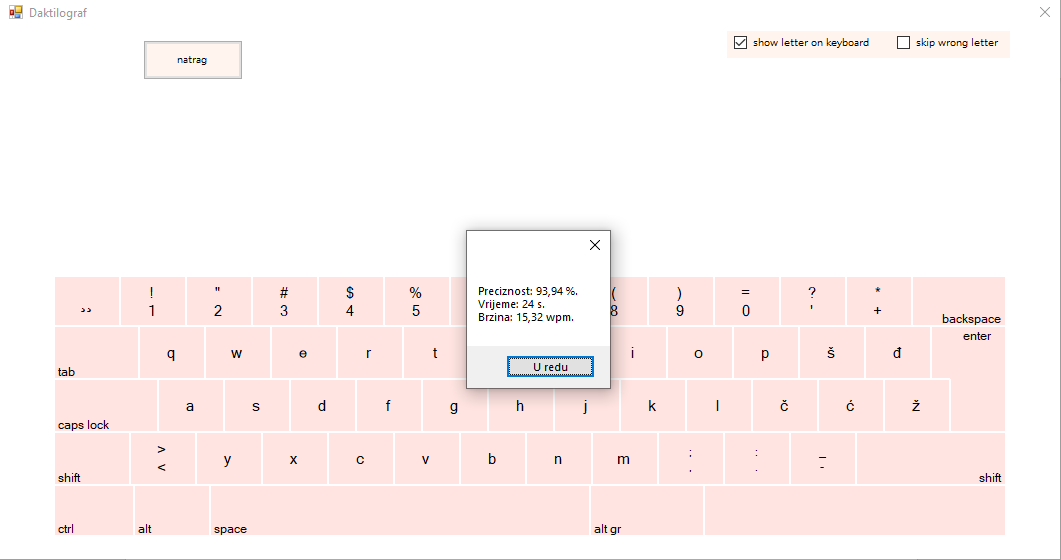 Daktilograf
natrag
show letter on keyboard skip wrong letter
Preciznost: 93,94 %.
Vrijeme: 24 s.
Brzina: 15,32 wpm.
U redu
! " # $ % ( ) = ? *
¸¸ 1 2 3 4 5 8 9 0 ' + backspace
tab q w e r t i o p š đ enter
caps lock a s d f g h j k l č ć ž
> ; : _
shift < y x c v b n m , . - shift
ctrl alt space alt gr